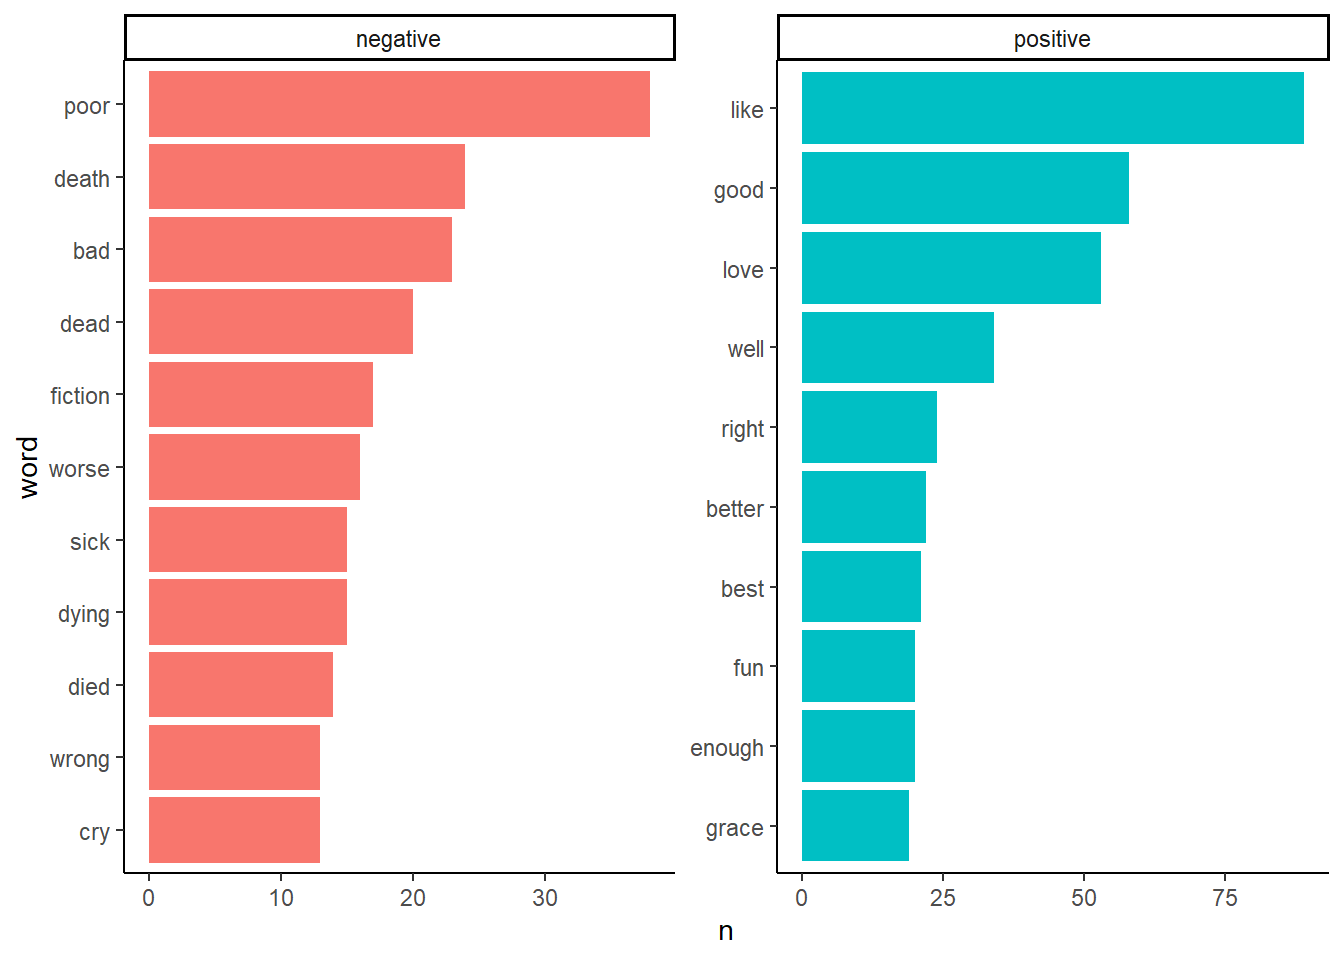 negative
positive
word
poor
death
bad
dead
fiction
worse
sick
dying
died
wrong
cry
0 10 20 30
like
good
love
well
right
better
best
fun
enough
grace
0 25 50 75
n